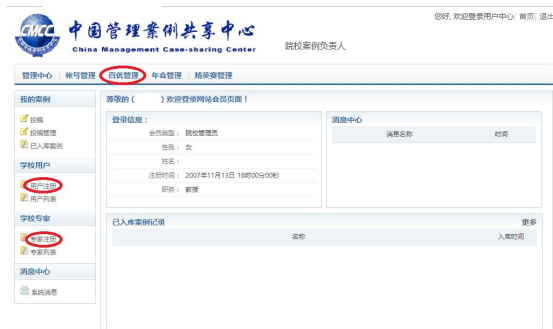 您好, 欢迎登录用户中心| 首页| 退出
CMCC
中国管理案例共享中心
China Management Case-sharing Center
院校案例负责人
管理中心 帐号管理 百优管理 年会管理 精英赛管理
我的案例
投稿
投稿管理
已入库案例
学校用户
用户注册
用户列表
学校专家
专家注册
专家列表
消息中心
系统消息
尊敬的 ( ) 欢迎登录网站会员页面！
登录信息：
会员类型： 院校管理员
性别： 女
姓名：
注册时间： 2007年11月13日 16时00分00秒
职务： 教授
消息中心
消息名称 时间
已入库案例记录 更多
名称 入库时间